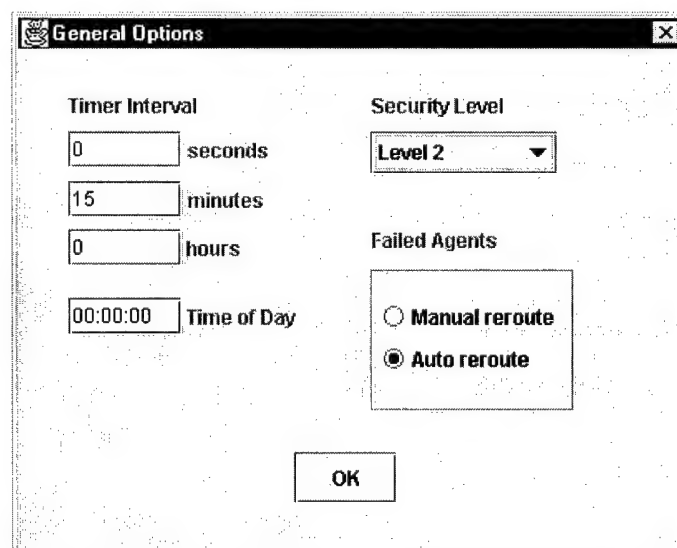 General Options
Timer Interval
0 seconds
15 minutes
0 hours
00:00:00 Time of Day
Security Level
Level 2
Failed Agents
Manual reroute
Auto reroute
OK